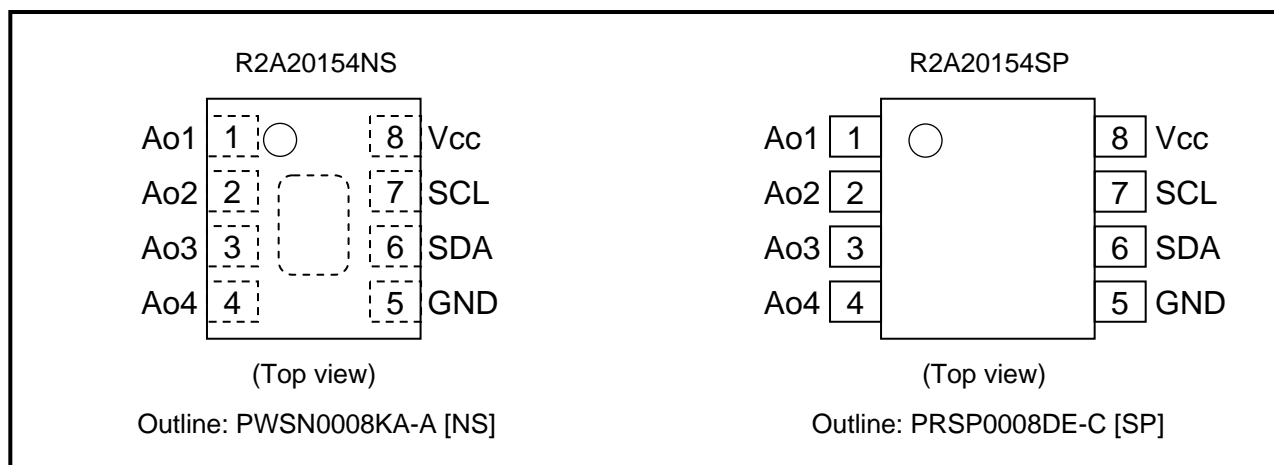 R2A20154NS
Ao1 1 8 Vcc
Ao2 2 7 SCL
Ao3 3 6 SDA
Ao4 4 5 GND
(Top view)
Outline: PWSN0008KA-A [NS]
R2A20154SP
Ao1 1 8 Vcc
Ao2 2 7 SCL
Ao3 3 6 SDA
Ao4 4 5 GND
(Top view)
Outline: PRSP0008DE-C [SP]